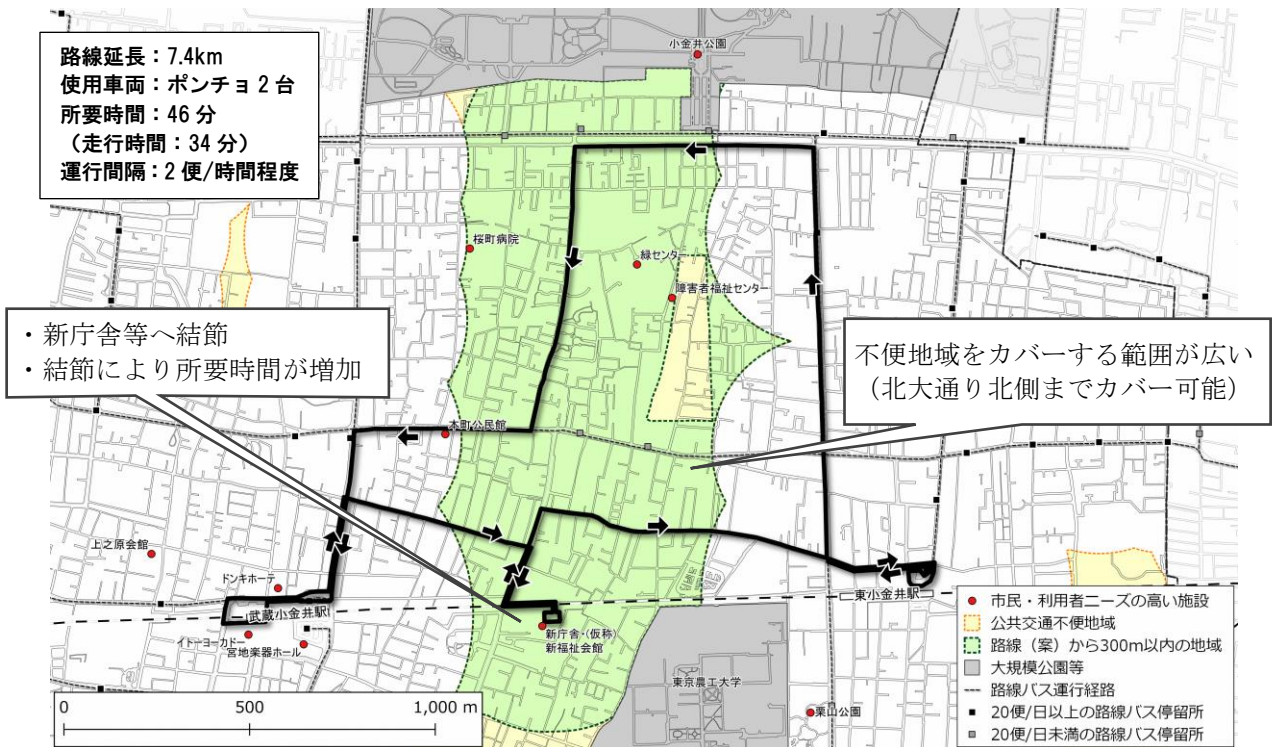 路線延長：7.4km
使用車両：ポンチョ 2 台
所要時間：46 分
（走行時間：34 分）
運行間隔：2 便/時間程度
小金井公園
桜町病院
緑センター
障害者福祉センター
・新庁舎等へ結節
・結節により所要時間が増加
不便地域をカバーする範囲が広い
（北大通り北側までカバー可能）
本町公民館
上之原会館
ドンキホーテ
武蔵小金井駅
東小金井駅
イトーヨーカドー
宮地楽器ホール
新庁舎・(仮称)
新福祉会館
東京農工大学
栗山公園
0 500 1,000 m
市民・利用者ニーズの高い施設
公共交通不便地域
路線（案）から300m以内の地域
大規模公園等
路線バス運行経路
20便/日以上の路線バス停留所
20便/日未満の路線バス停留所